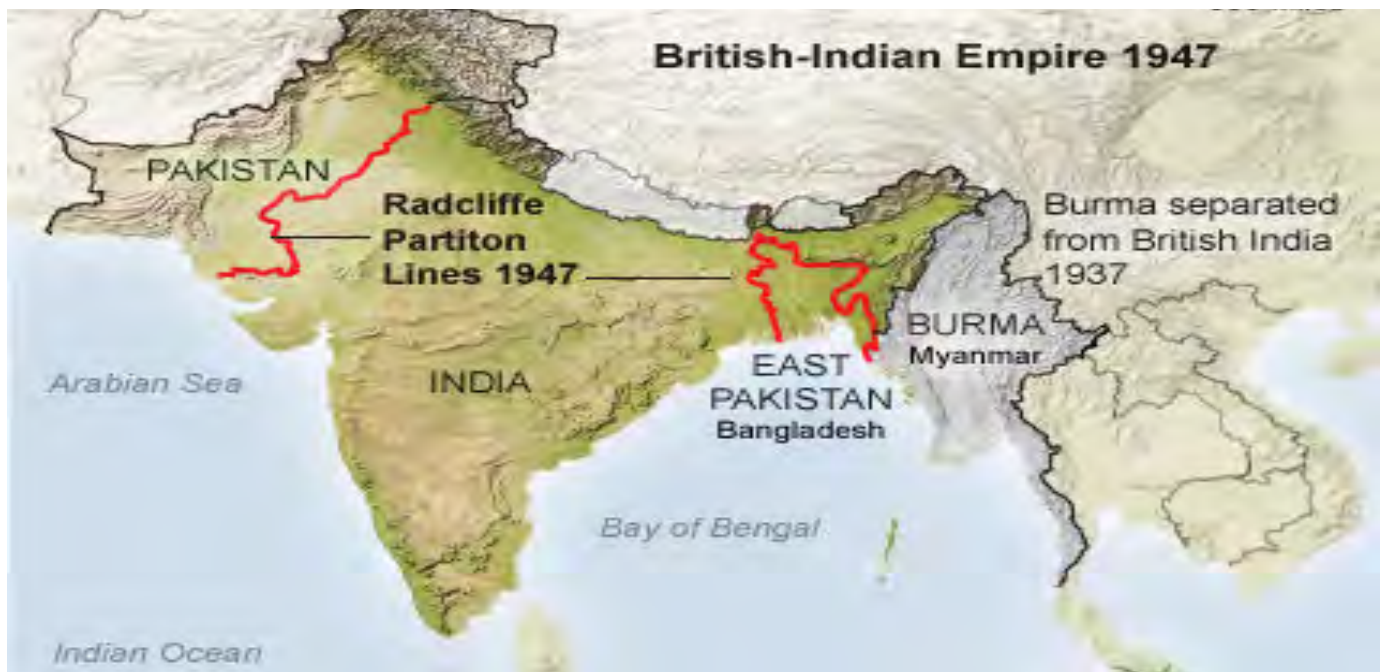 British-Indian Empire 1947
PAKISTAN
Radcliffe
Partiton
Lines 1947
Burma separated
from British India
1937
BURMA
Myanmar
EAST
PAKISTAN
Bangladesh
INDIA
Arabian Sea
Bay of Bengal
Indian Ocean